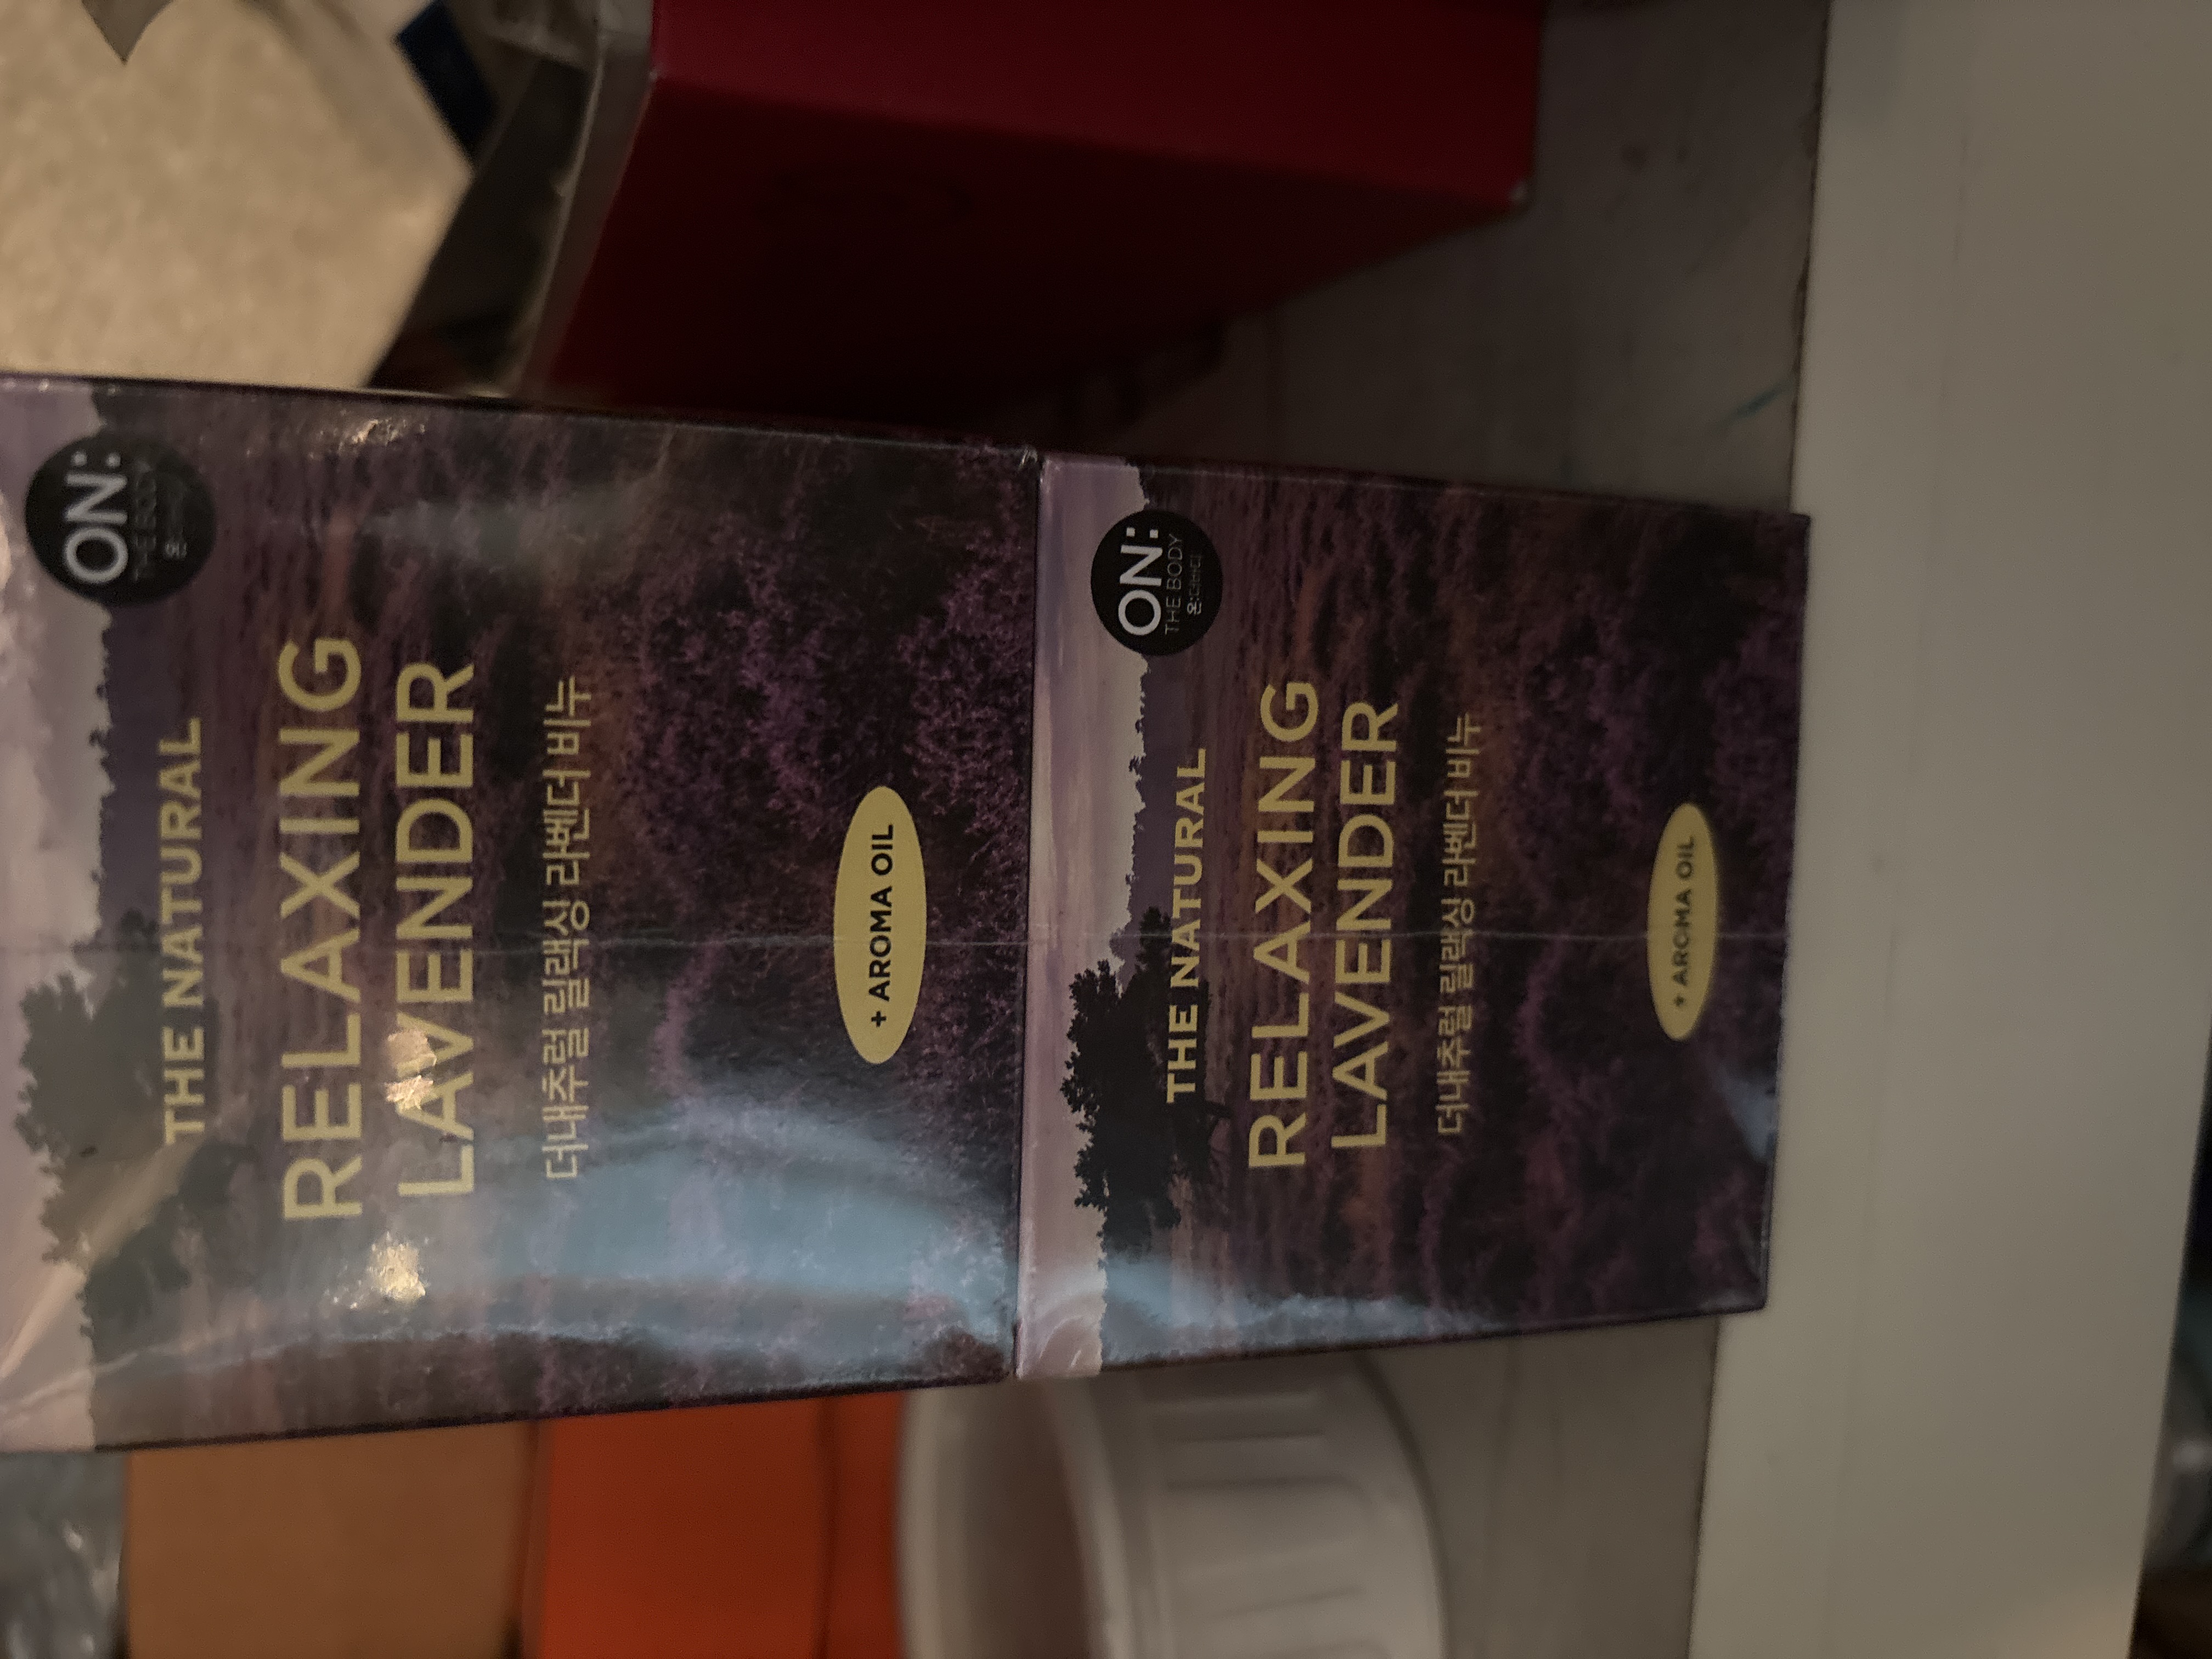 ON:
THE BODY
온:더바디
THE NATURAL
RELAXING
LAVENDER
더내추럴 릴랙싱 라벤더 비누
+ AROMA OIL
ON:
THE BODY
온:더바디
THE NATURAL
RELAXING
LAVENDER
더내추럴 릴랙싱 라벤더 비누
+ AROMA OIL